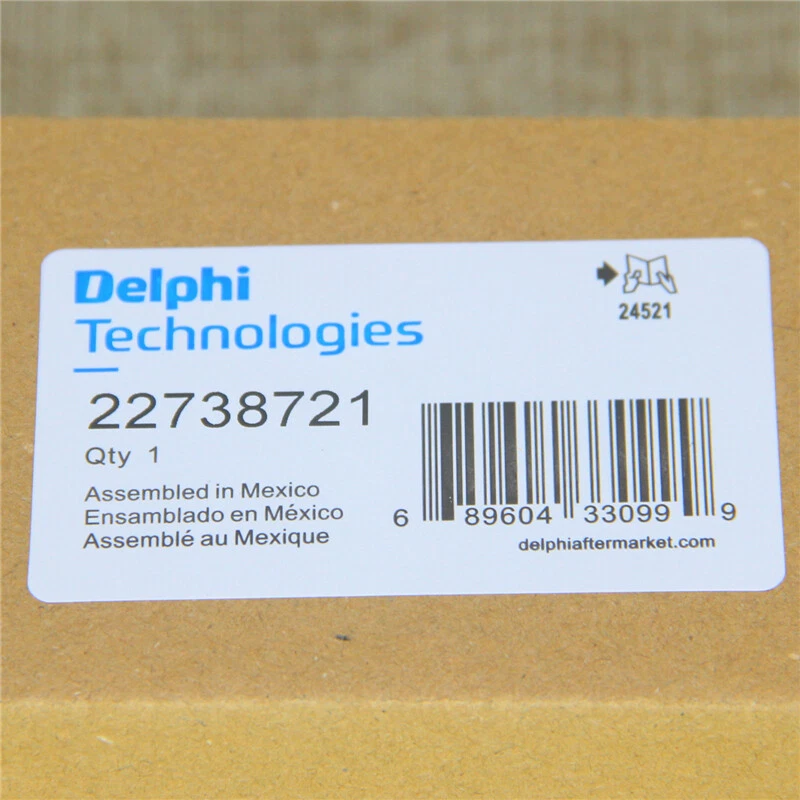 Delphi
Technologies
24521
22738721
Qty 1
Assembled in Mexico
Ensamblado en México
Assemblé au Mexique
6 89604 33099 9
delphiaftermarket.com